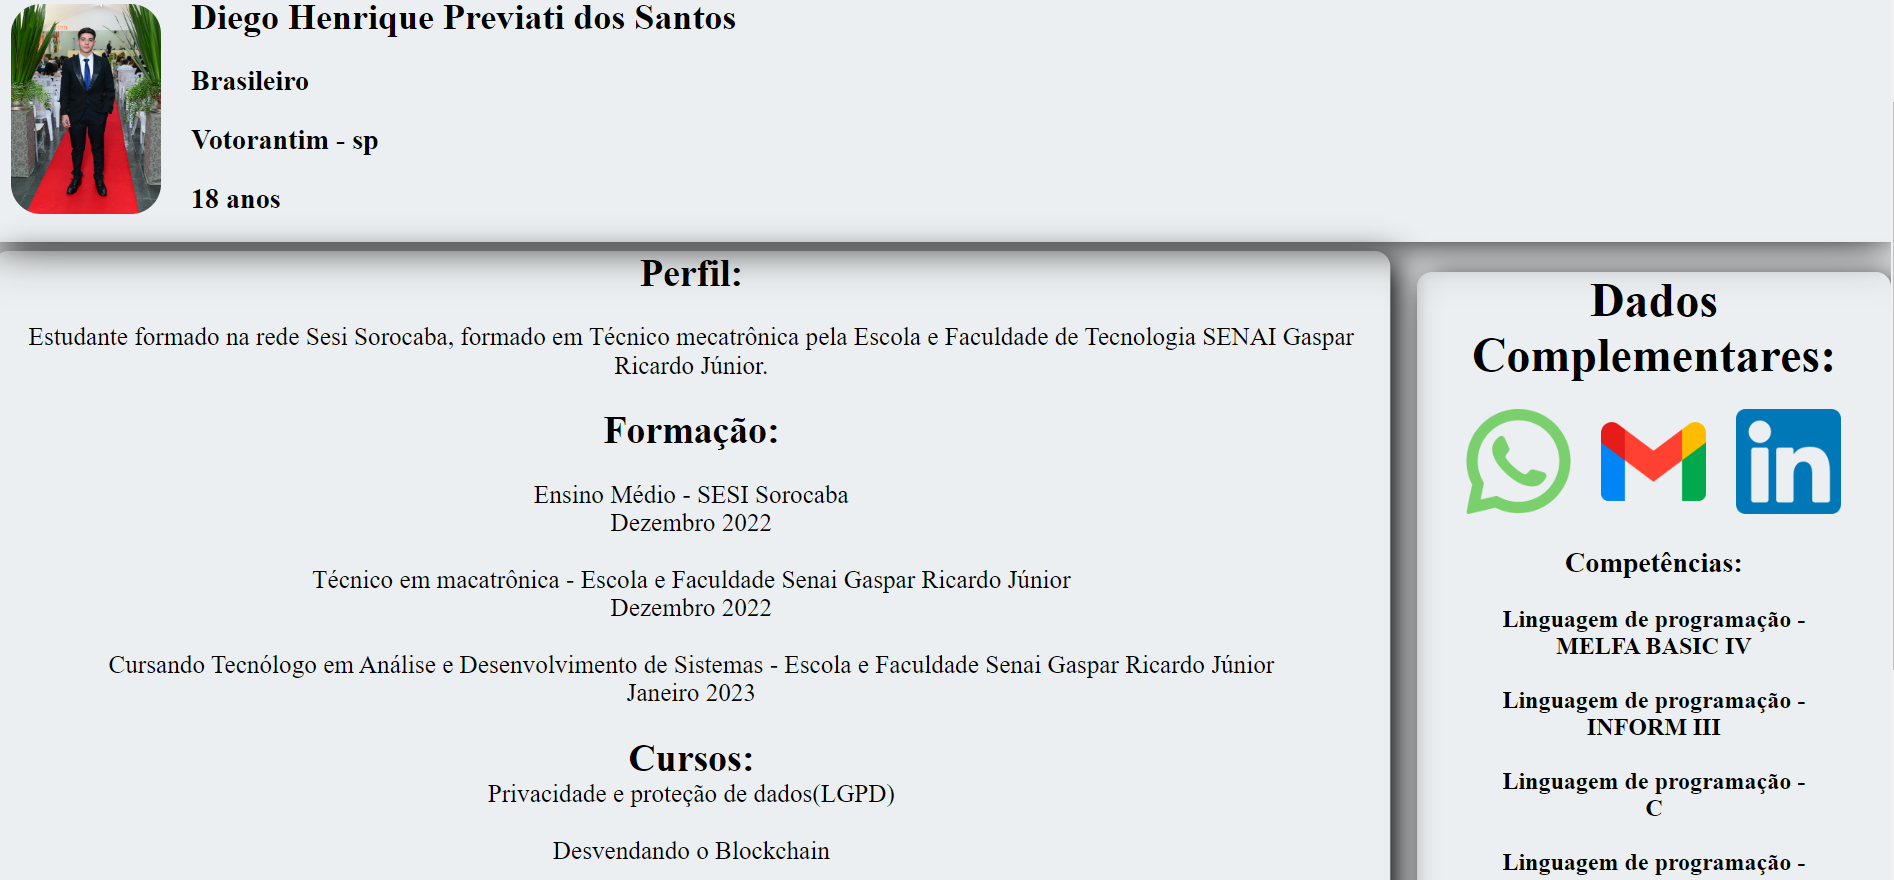 Diego Henrique Previati dos Santos
Brasileiro
Votorantim - sp
18 anos
Perfil:
Estudante formado na rede Sesi Sorocaba, formado em Técnico mecatrônica pela Escola e Faculdade de Tecnologia SENAI Gaspar
Ricardo Júnior.
Formação:
Ensino Médio - SESI Sorocaba
Dezembro 2022
Técnico em macatrônica - Escola e Faculdade Senai Gaspar Ricardo Júnior
Dezembro 2022
Cursando Tecnólogo em Análise e Desenvolvimento de Sistemas - Escola e Faculdade Senai Gaspar Ricardo Júnior
Janeiro 2023
Cursos:
Privacidade e proteção de dados(LGPD)
Desvendando o Blockchain
Dados
Complementares:
in
Competências:
Linguagem de programação -
MELFA BASIC IV
Linguagem de programação -
INFORM III
Linguagem de programação -
C
Linguagem de programação -